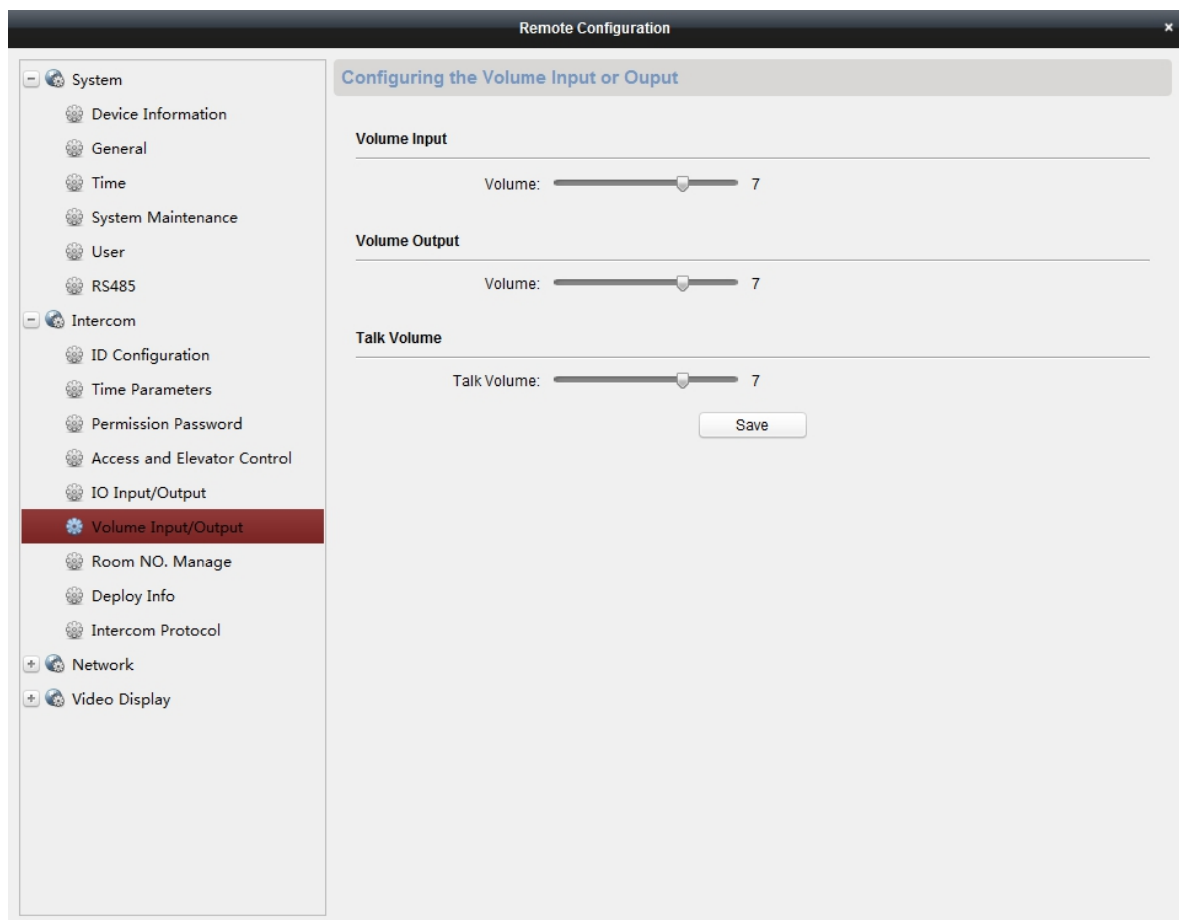 Remote Configuration
System
Device Information
General
Time
System Maintenance
User
RS485
Intercom
ID Configuration
Time Parameters
Permission Password
Access and Elevator Control
IO Input/Output
Volume Input/Output
Room NO. Manage
Deploy Info
Intercom Protocol
Network
Video Display
Configuring the Volume Input or Ouput
Volume Input
Volume: 7
Volume Output
Volume: 7
Talk Volume
Talk Volume: 7
Save